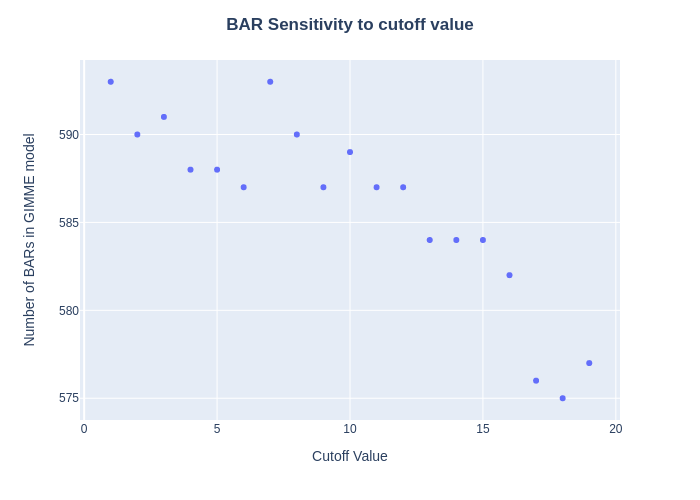 BAR Sensitivity to cutoff value
Number of BARs in GIMME model
590
585
580
575
0 5 10 15 20
Cutoff Value